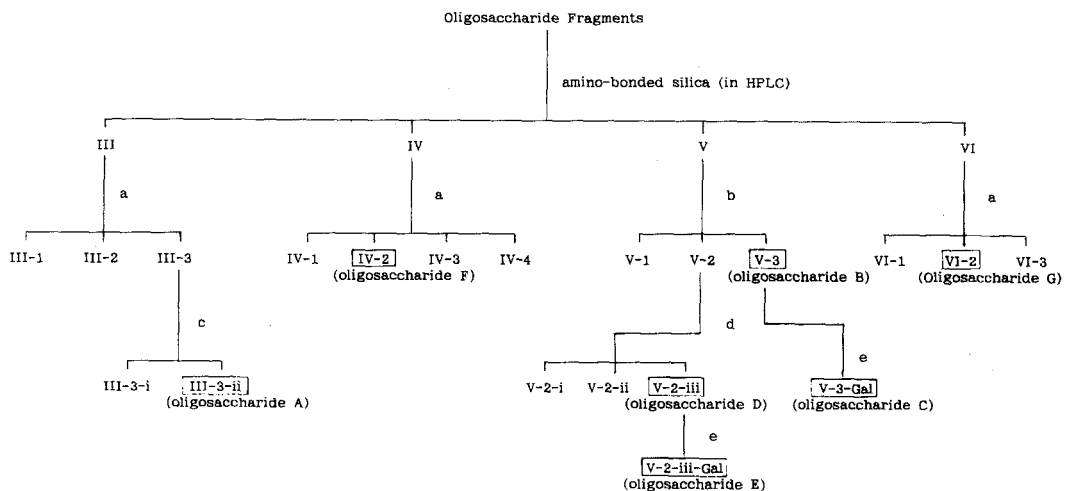 Oligosaccharide Fragments
amino-bonded silica (in HPLC)
III IV V VI
a a b a
III-1 III-2 III-3 IV-1 IV-2 IV-3 IV-4 V-1 V-2 V-3 VI-1 VI-2 VI-3
(oligosaccharide F) (oligosaccharide B) (Oligosaccharide G)
c d e
III-3-i III-3-ii V-2-i V-2-ii V-2-iii V-3-Gal
(oligosaccharide A) (oligosaccharide D) (oligosaccharide C)
e
V-2-iii-Gal
(oligosaccharide E)